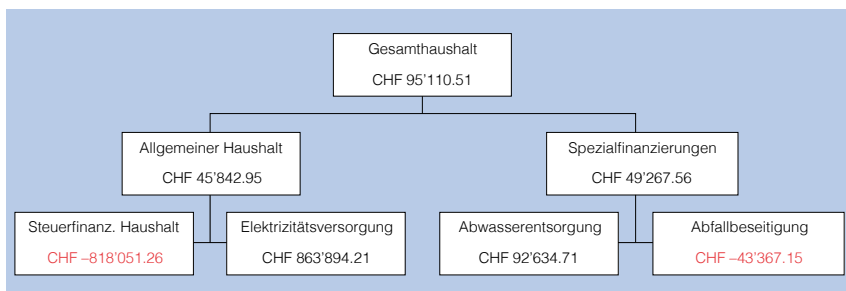 Gesamthaushalt
CHF 95’110.51
Allgemeiner Haushalt
CHF 45’842.95
Spezialfinanzierungen
CHF 49’267.56
Steuerfinanz. Haushalt
CHF –818’051.26
Elektrizitätsversorgung
CHF 863’894.21
Abwasserentsorgung
CHF 92’634.71
Abfallbeseitigung
CHF –43’367.15